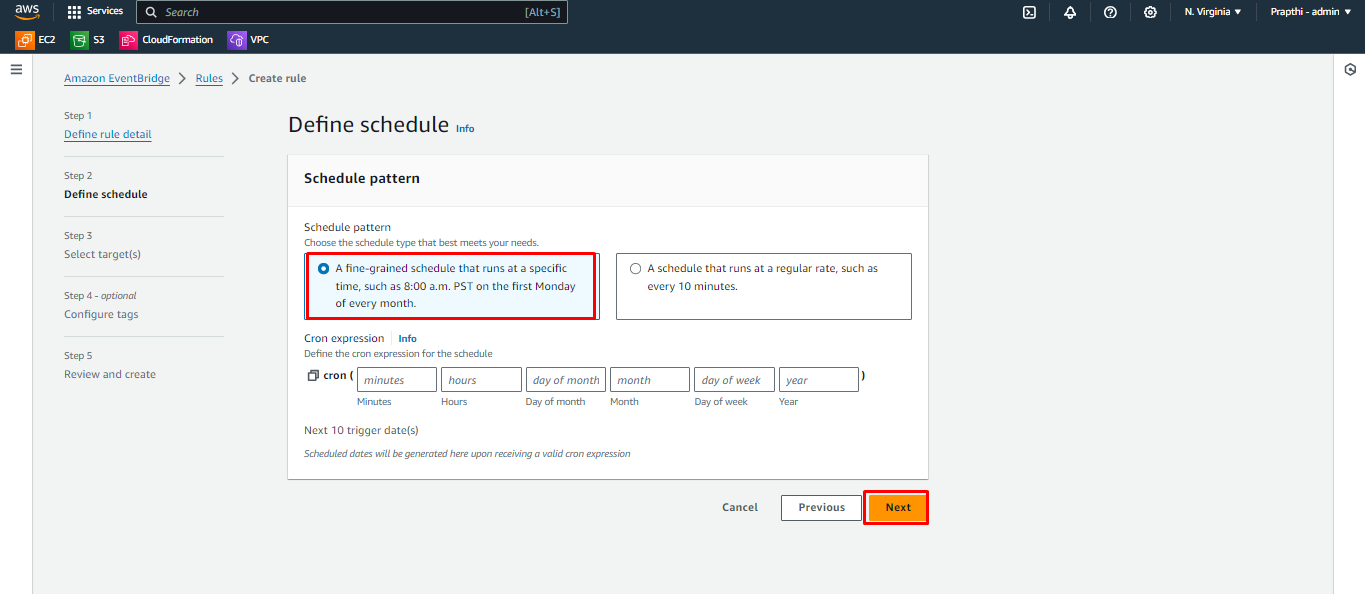 aws
Services
Search
[Alt+S]
N. Virginia
Prapthi - admin
EC2
S3
CloudFormation
VPC
Amazon EventBridge
Rules
Create rule
Step 1
Define rule detail
Step 2
Define schedule
Step 3
Select target(s)
Step 4 - optional
Configure tags
Step 5
Review and create
Define schedule Info
Schedule pattern
Schedule pattern
Choose the schedule type that best meets your needs.
A fine-grained schedule that runs at a specific
time, such as 8:00 a.m. PST on the first Monday
of every month.
A schedule that runs at a regular rate, such as
every 10 minutes.
Cron expression Info
Define the cron expression for the schedule
cron ( minutes hours day of month month day of week year )
Minutes Hours Day of month Month Day of week Year
Next 10 trigger date(s)
Scheduled dates will be generated here upon receiving a valid cron expression
Cancel Previous Next